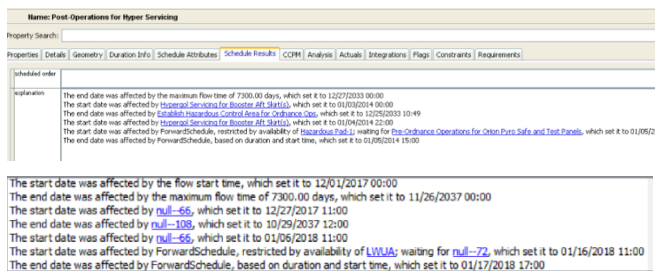 Name: Post-Operations for Hyper Servicing
Property Search:
Properties Details Geometry Duration Info Schedule Attributes Schedule Results CCPM Analysis Actuals Integrations Flags Constraints Requirements
scheduled order
explanation
The end date was affected by the maximum flow time of 7300.00 days, which set it to 12/27/2033 00:00
The start date was affected by Hypergol Servicing for Booster Aft Skirt(s), which set it to 01/03/2014 00:00
The end date was affected by Establish Hazardous Control Area for Ordnance Ops, which set it to 12/25/2033 10:49
The start date was affected by Hypergol Servicing for Booster Aft Skirt(s), which set it to 01/04/2014 22:00
The start date was affected by ForwardSchedule, restricted by availability of Hazardous Pad-1; waiting for Pre-Ordnance Operations for Orion Pyro Safe and Test Panels, which set it to 01/05/2
The end date was affected by ForwardSchedule, based on duration and start time, which set it to 01/05/2014 15:00
The start date was affected by the flow start time, which set it to 12/01/2017 00:00
The end date was affected by the maximum flow time of 7300.00 days, which set it to 11/26/2037 00:00
The start date was affected by null--66, which set it to 12/27/2017 11:00
The end date was affected by null--108, which set it to 10/29/2037 12:00
The start date was affected by null--66, which set it to 01/06/2018 11:00
The start date was affected by ForwardSchedule, restricted by availability of LWUA; waiting for null--72, which set it to 01/16/2018 11:00
The end date was affected by ForwardSchedule, based on duration and start time, which set it to 01/17/2018 17:00